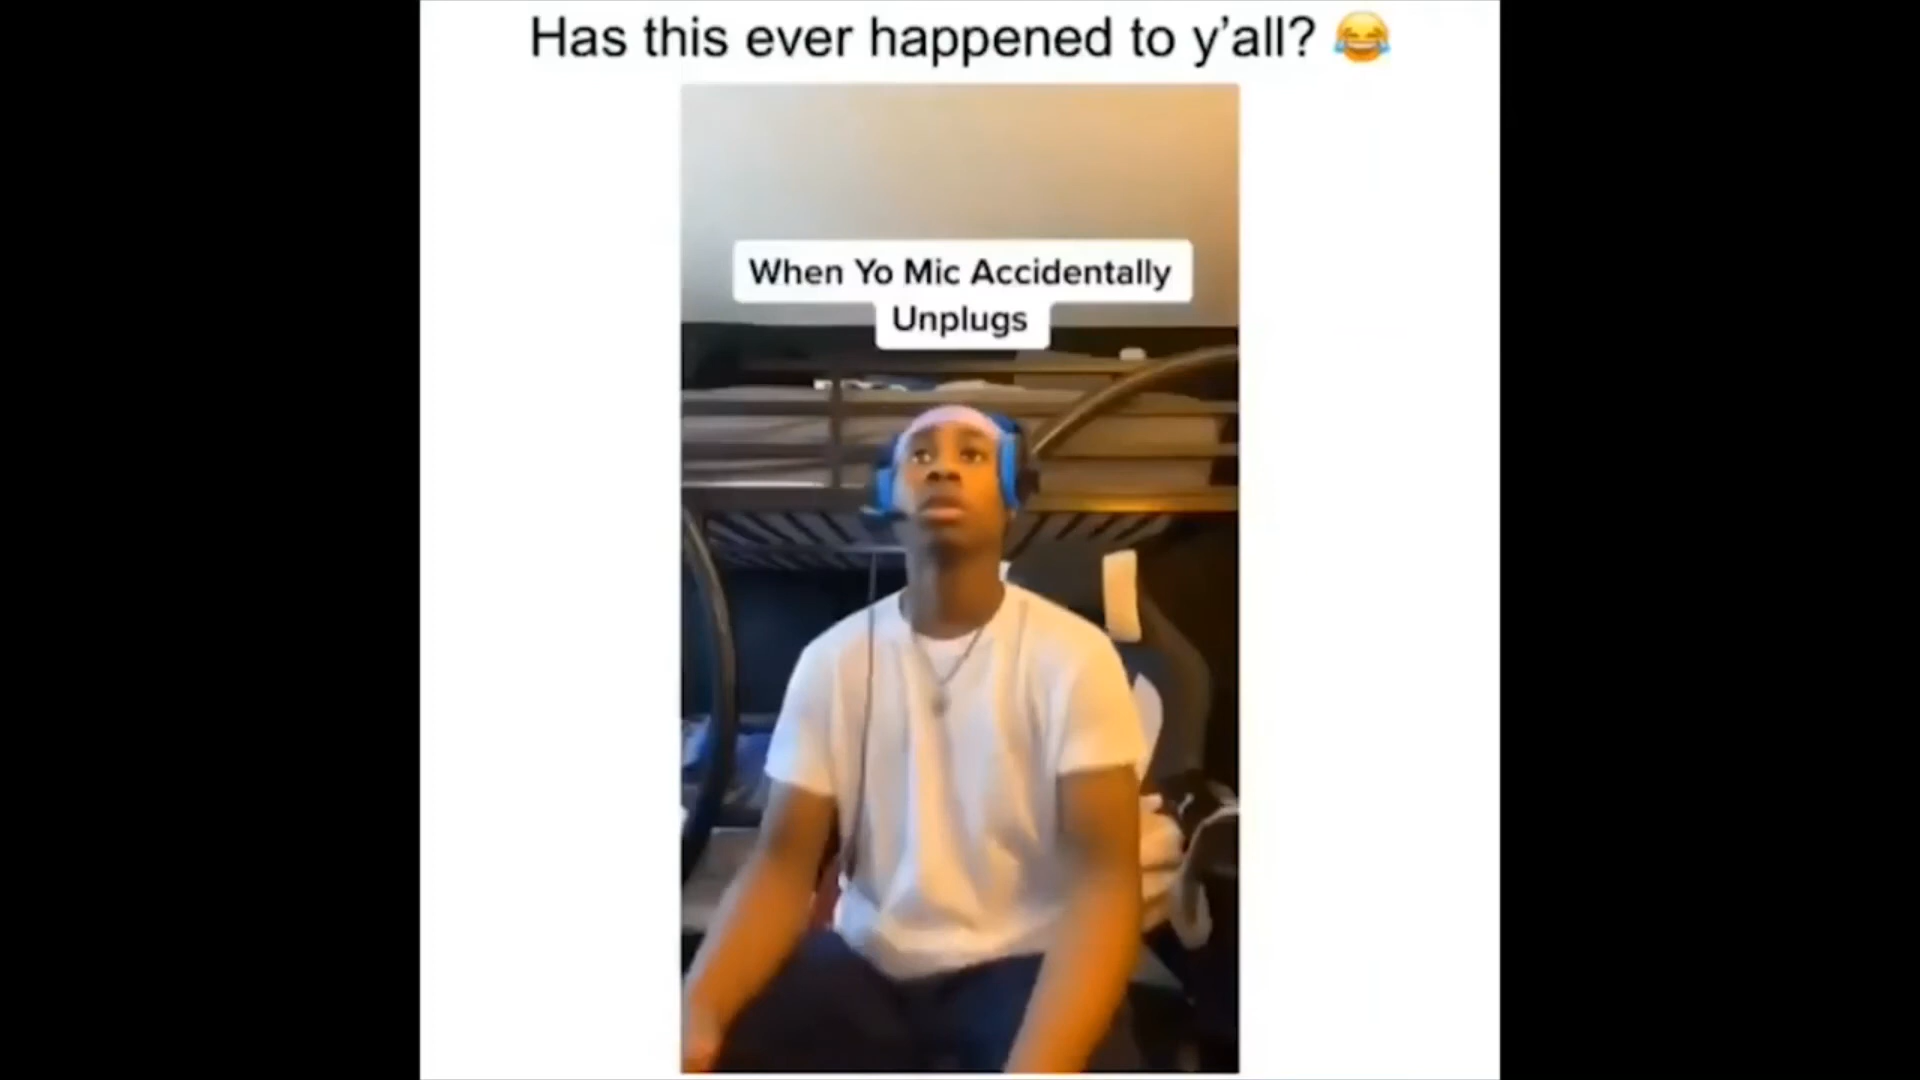 Has this ever happened to y’all? 😂
When Yo Mic Accidentally
Unplugs